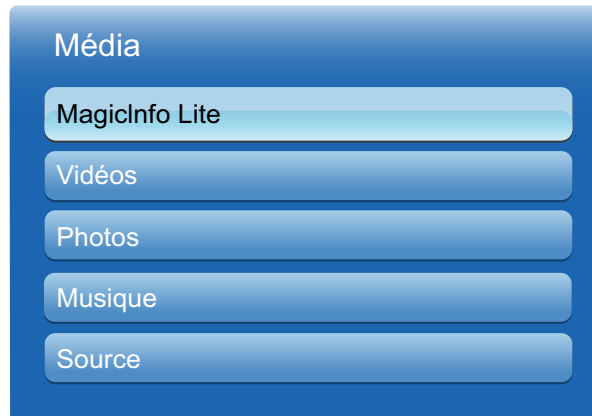 Média
MagicInfo Lite
Vidéos
Photos
Musique
Source